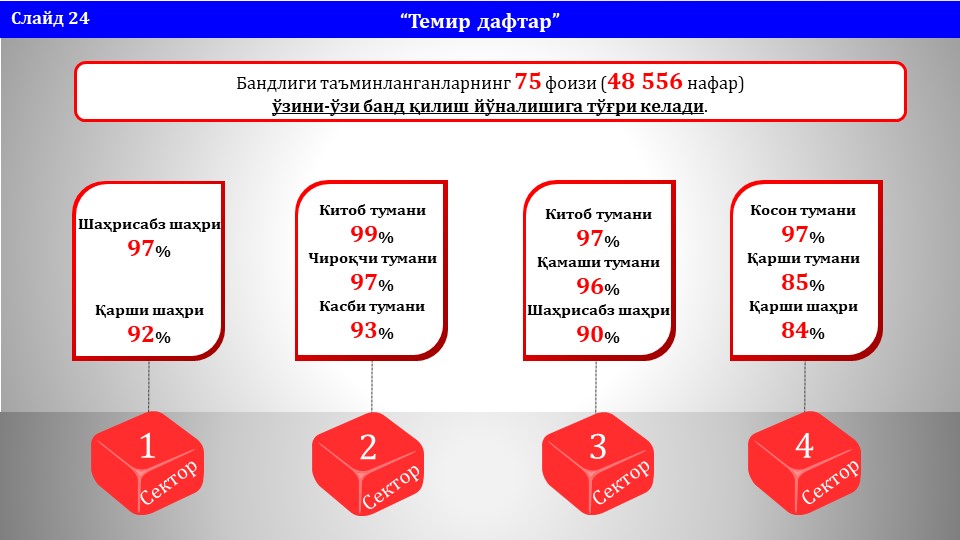 Слайд 24
“Темир дафтар”
Бандлиги таъминланганларнинг 75 фоизи (48 556 нафар)
ўзини-ўзи банд қилиш йўналишига тўғри келади.
Шаҳрисабз шаҳри
97%
Қарши шаҳри
92%
Китоб тумани
99%
Чироқчи тумани
97%
Касби тумани
93%
Китоб тумани
97%
Қамаши тумани
96%
Шаҳрисабз шаҳри
90%
Косон тумани
97%
Қарши тумани
85%
Қарши шаҳри
84%
1
Сектор
2
Сектор
3
Сектор
4
Сектор